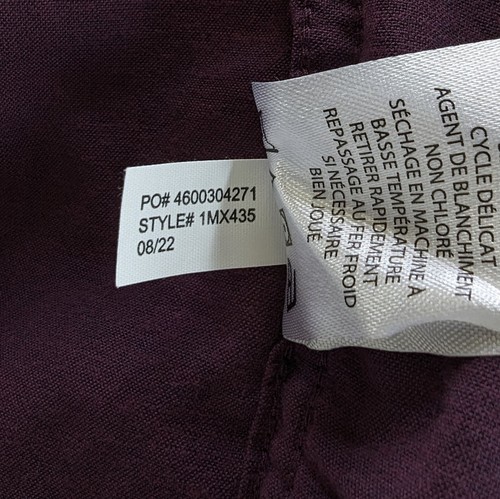 PO# 4600304271
STYLE# 1MX435
08/22
CYCLE DÉLICAT
AGENT DE BLANCHIMENT
NON CHLORÉ
SÉCHAGE EN MACHINE À
BASSE TEMPÉRATURE
RETIRER RAPIDEMENT
REPASSAGE AU FER FROID
SI NÉCESSAIRE
BIEN JOUÉ